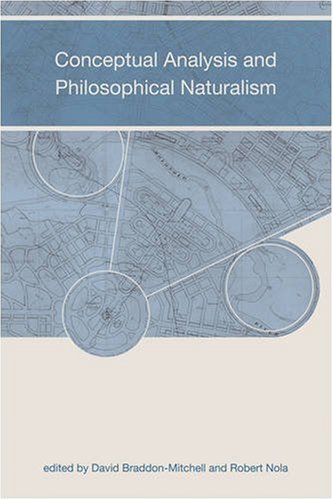 Conceptual Analysis and
Philosophical Naturalism
edited by David Braddon-Mitchell and Robert Nola